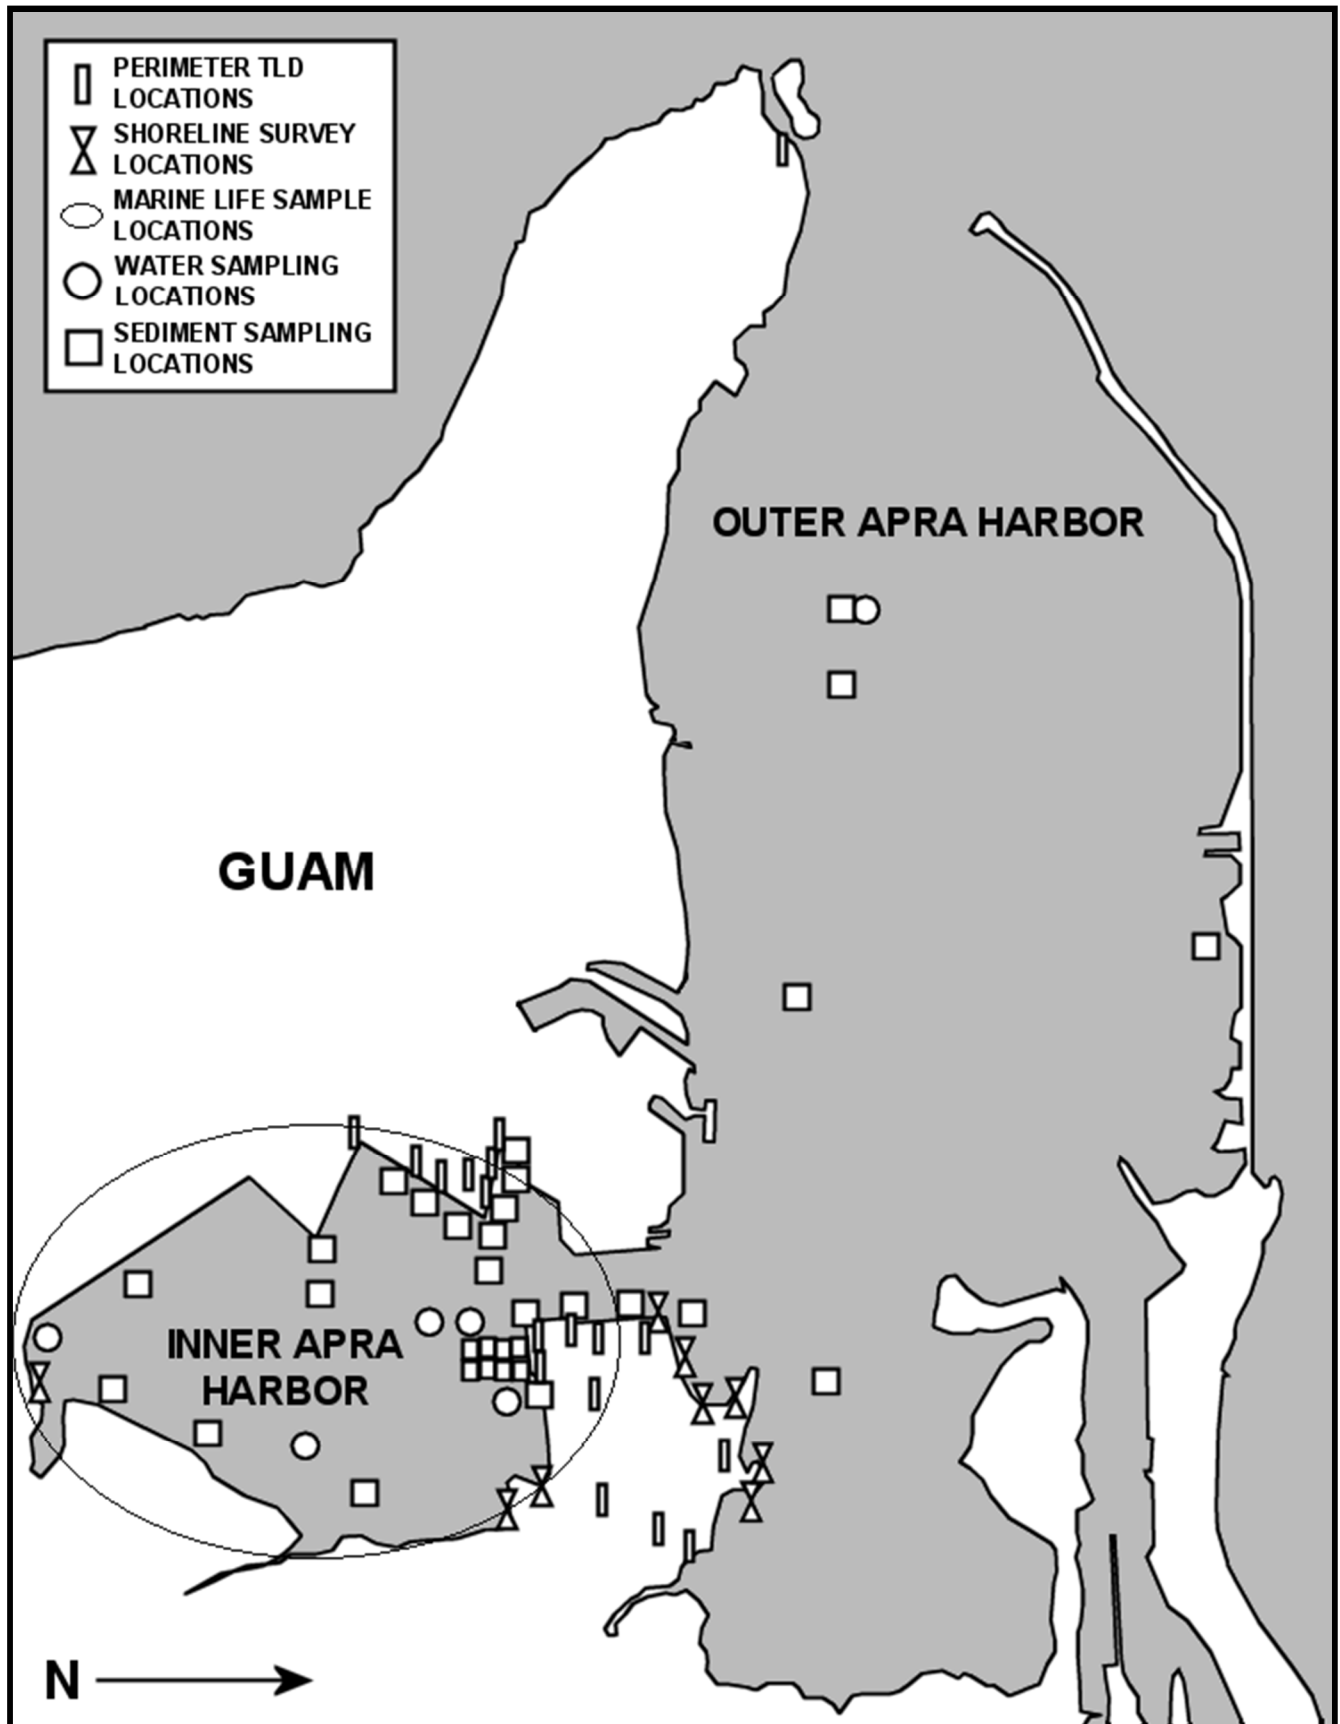 PERIMETER TLD
LOCATIONS
SHORELINE SURVEY
LOCATIONS
MARINE LIFE SAMPLE
LOCATIONS
WATER SAMPLING
LOCATIONS
SEDIMENT SAMPLING
LOCATIONS
OUTER APRA HARBOR
GUAM
INNER APRA
HARBOR
N